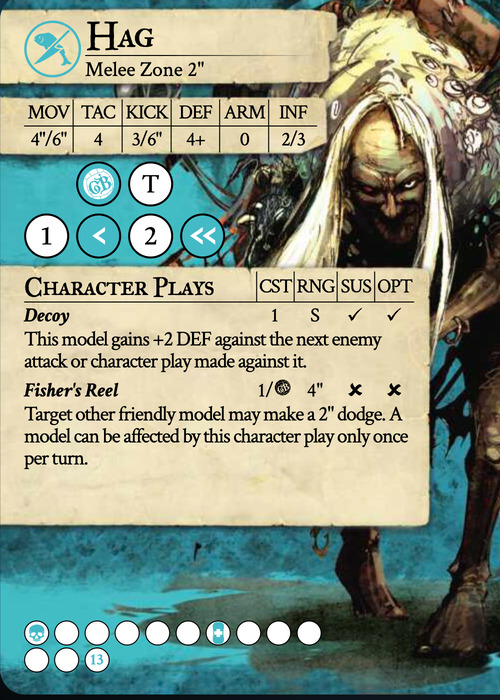 Hag
Melee Zone 2"
MOV TAC KICK DEF ARM INF
4"/6" 4 3/6" 4+ 0 2/3
GB T
1 < 2 <<
Character Plays CST RNG SUS OPT
Decoy 1 S ✓ ✓
This model gains +2 DEF against the next enemy
attack or character play made against it.
Fisher's Reel 1/GB 4" ✘ ✘
Target other friendly model may make a 2" dodge. A
model can be affected by this character play only once
per turn.
13